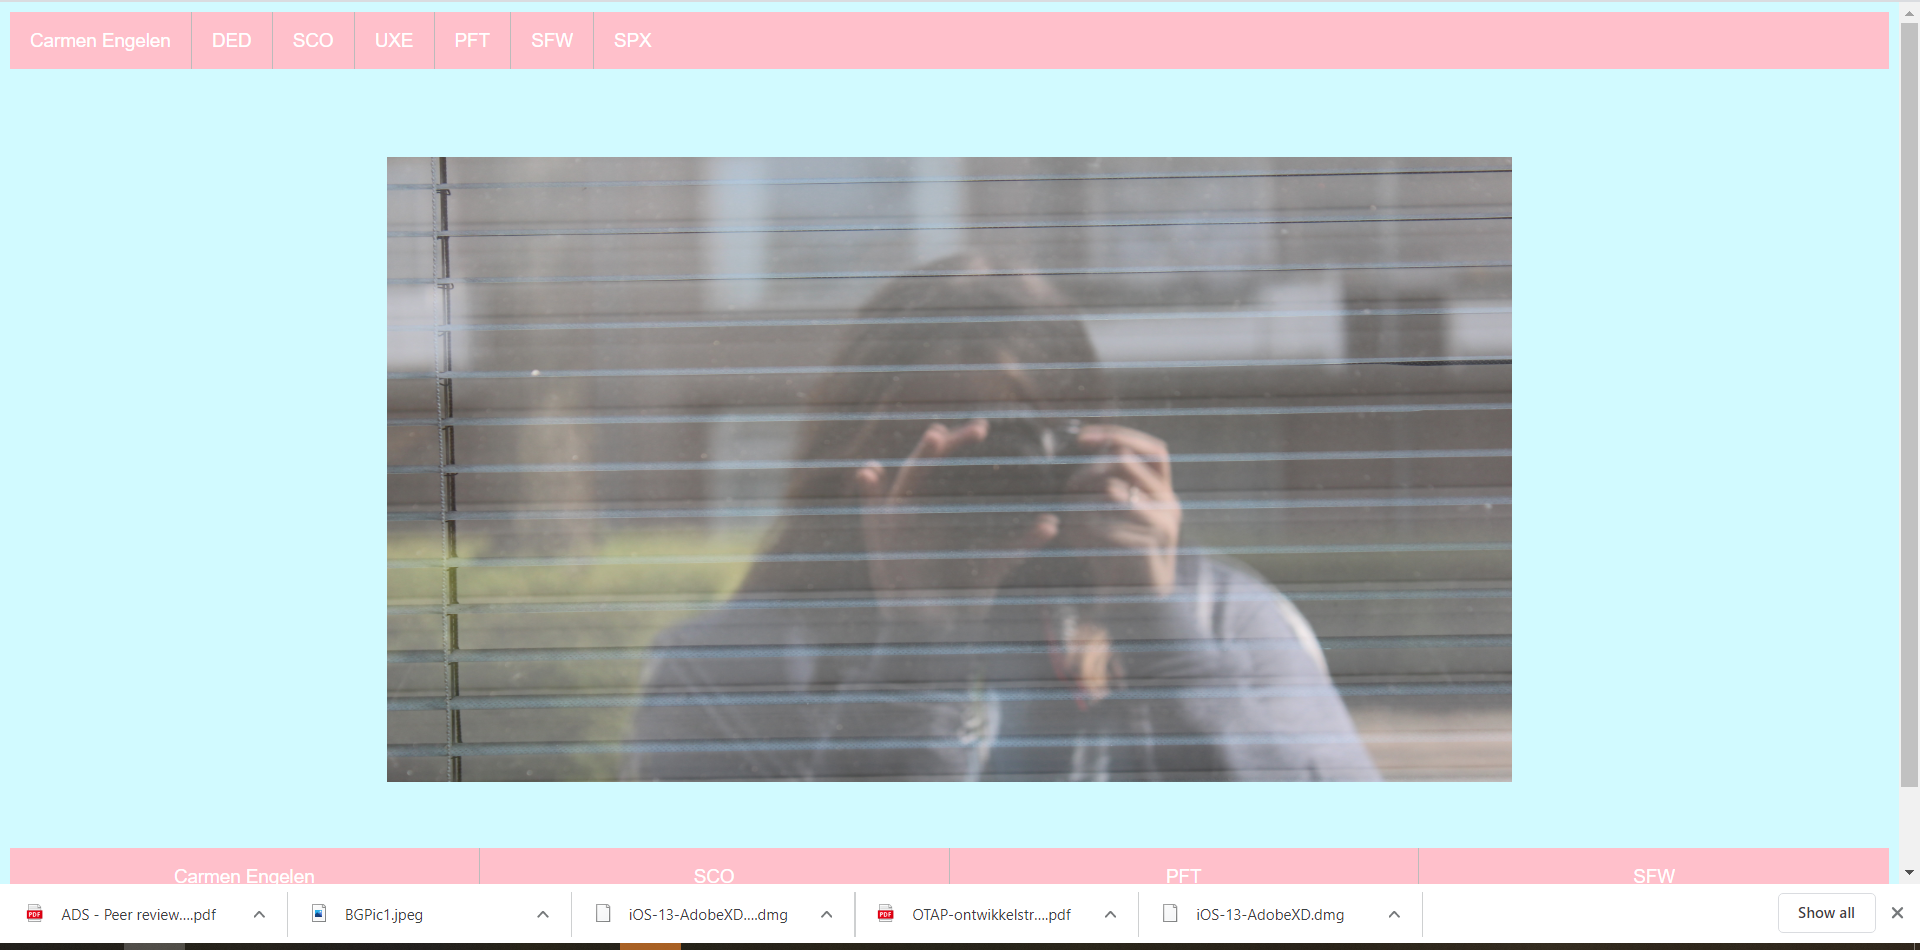 Carmen Engelen DED SCO UXE PFT SFW SPX
Carmen Engelen SCO PFT SFW
ADS - Peer review....pdf BGPic1.jpeg iOS-13-AdobeXD....dmg OTAP-ontwikkelstr....pdf iOS-13-AdobeXD.dmg Show all